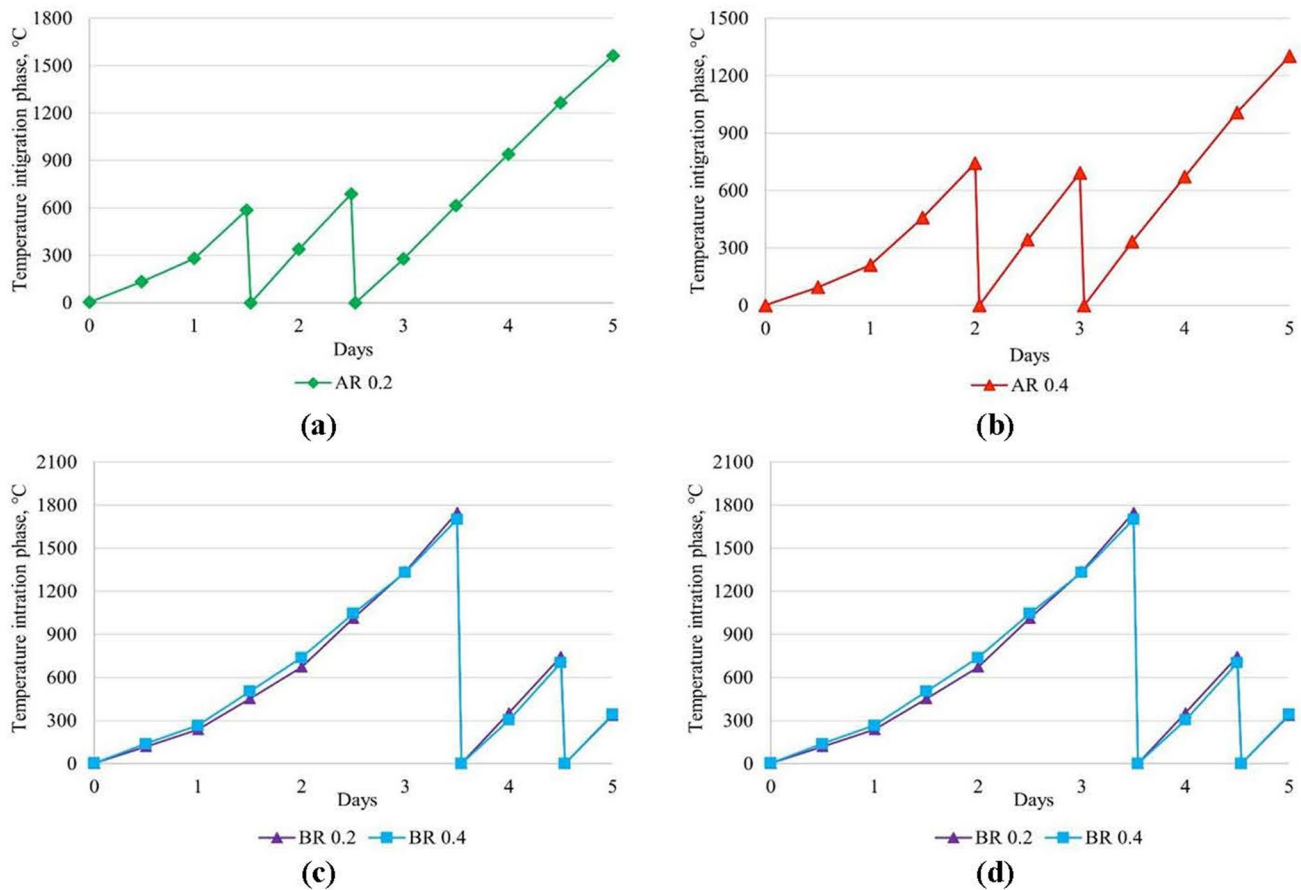 Temperature intigration phase, °C
1800
1500
1200
900
600
300
0
0 1 2 3 4 5
Days
AR 0.2
(a)
Temperature intigration phase, °C
1500
1200
900
600
300
0
0 1 2 3 4 5
Days
AR 0.4
(b)
Temperature intration phase, °C
2100
1800
1500
1200
900
600
300
0
0 1 2 3 4 5
Days
BR 0.2 BR 0.4
(c)
Temperature intration phase, °C
2100
1800
1500
1200
900
600
300
0
0 1 2 3 4 5
Days
BR 0.2 BR 0.4
(d)